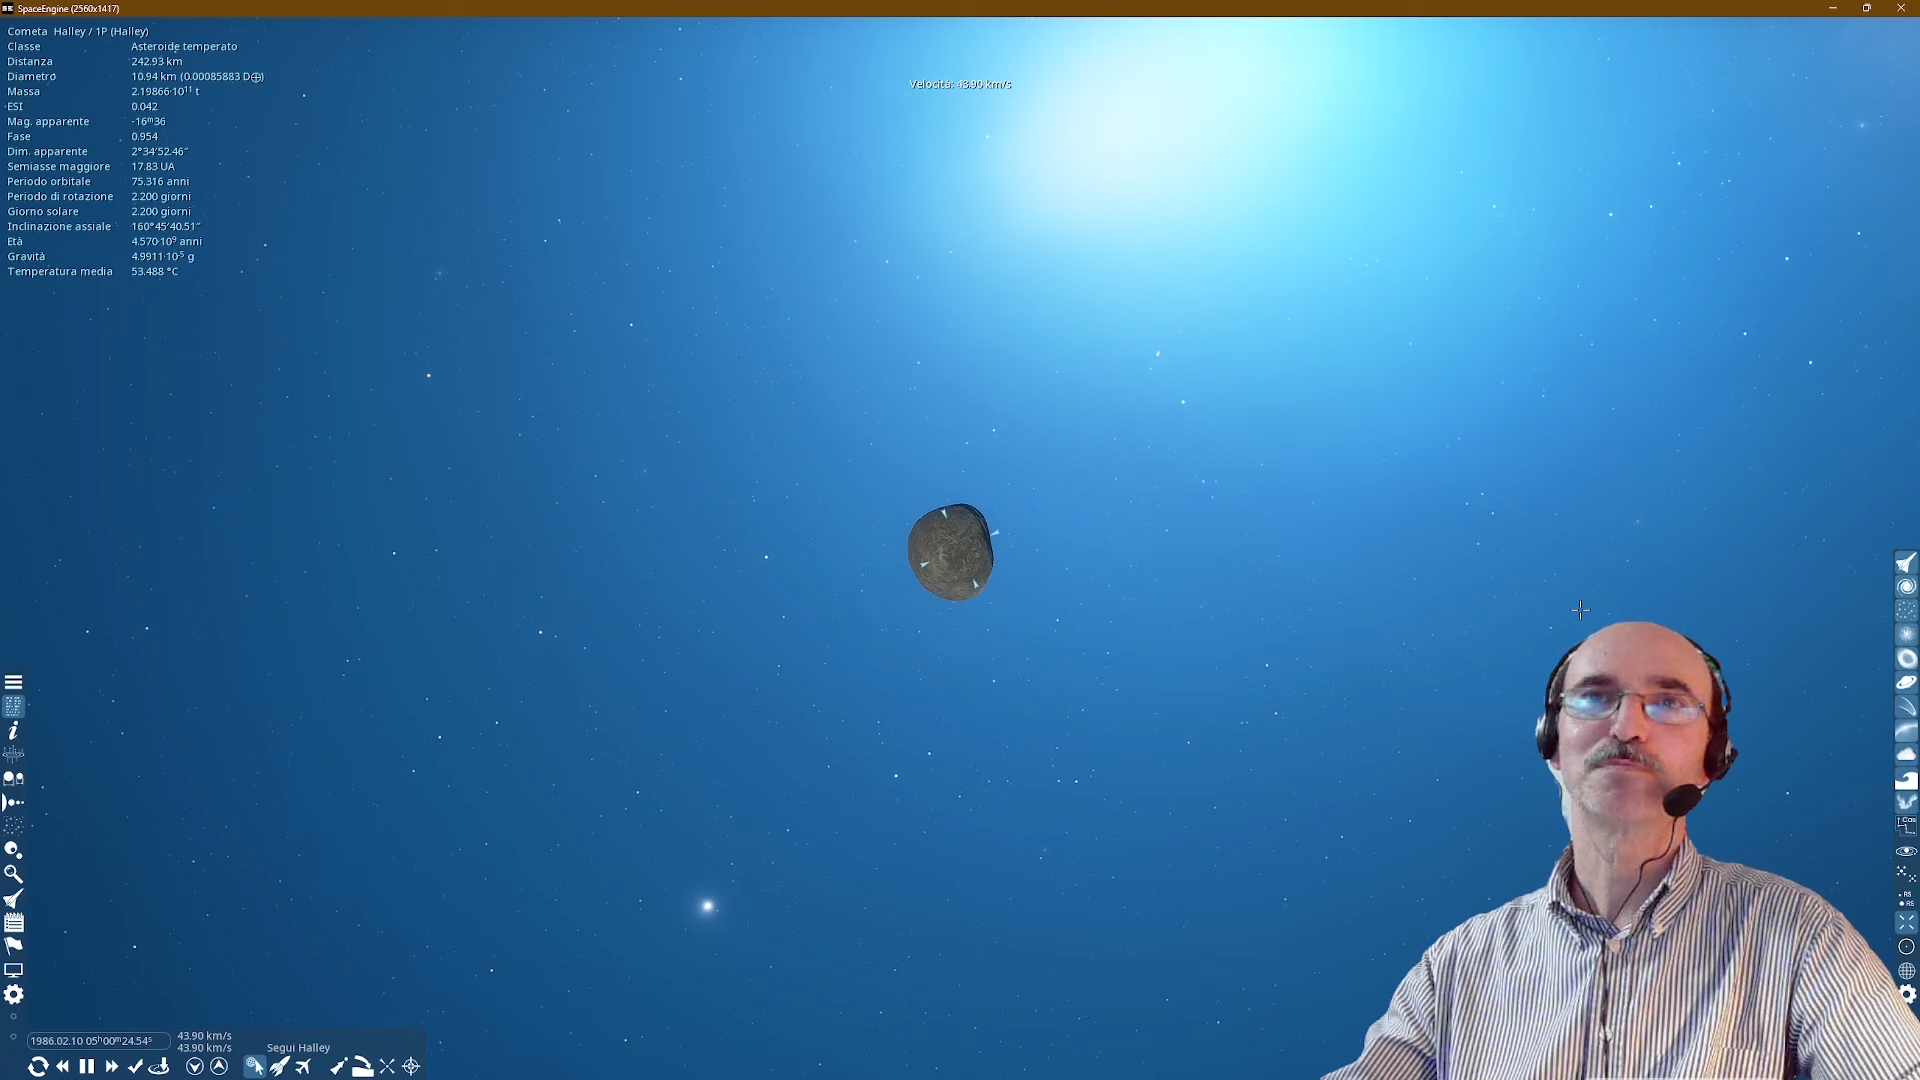 SpaceEngine (2560x1417)
Cometa Halley / 1P (Halley)
Classe Asteroide temperato
Distanza 242.93 km
Diametro 10.94 km (0.00085883 D⊕)
Massa 2.19866·10¹¹ t
ESI 0.042
Mag. apparente -16ᵐ36
Fase 0.954
Dim. apparente 2°34′52.46″
Semiasse maggiore 17.83 UA
Periodo orbitale 75.316 anni
Periodo di rotazione 2.200 giorni
Giorno solare 2.200 giorni
Inclinazione assiale 160°45′40.51″
Età 4.570·10⁹ anni
Gravità 4.9911·10⁻⁵ g
Temperatura media 53.488 °C
Velocità: 43.90 km/s
RS
RS
1986.02.10 05ʰ00ᵐ24.54ˢ
43.90 km/s
43.90 km/s
Segui Halley